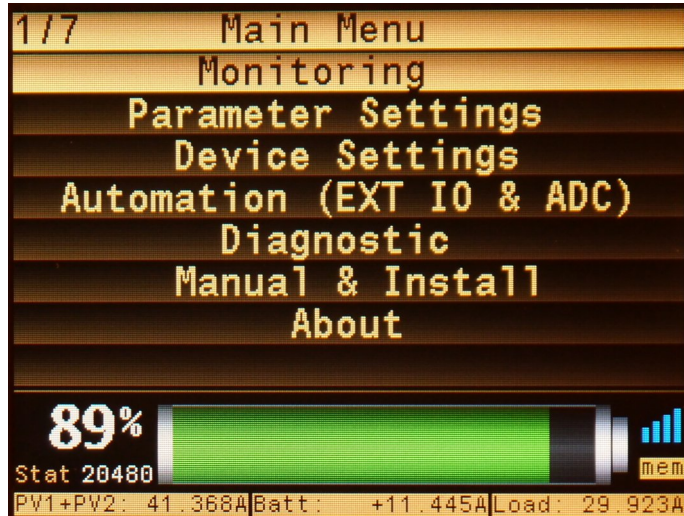 1/7 Main Menu
Monitoring
Parameter Settings
Device Settings
Automation (EXT IO & ADC)
Diagnostic
Manual & Install
About
89%
Stat 20480
mem
PV1+PV2: 41.368A Batt: +11.445A Load: 29.923A